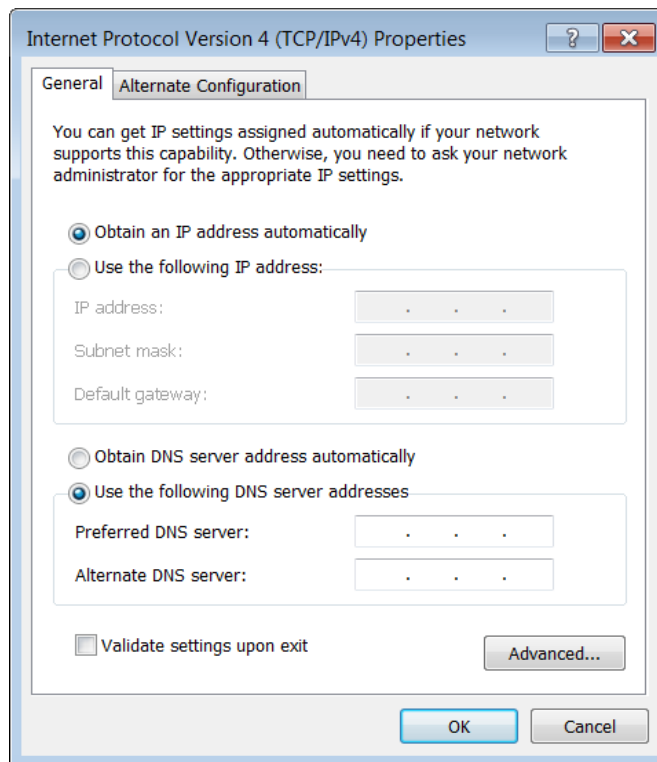 Internet Protocol Version 4 (TCP/IPv4) Properties
?
General
Alternate Configuration
You can get IP settings assigned automatically if your network
supports this capability. Otherwise, you need to ask your network
administrator for the appropriate IP settings.
Obtain an IP address automatically
Use the following IP address:
IP address: . . .
Subnet mask: . . .
Default gateway: . . .
Obtain DNS server address automatically
Use the following DNS server addresses
Preferred DNS server: . . .
Alternate DNS server: . . .
Validate settings upon exit
Advanced...
OK
Cancel